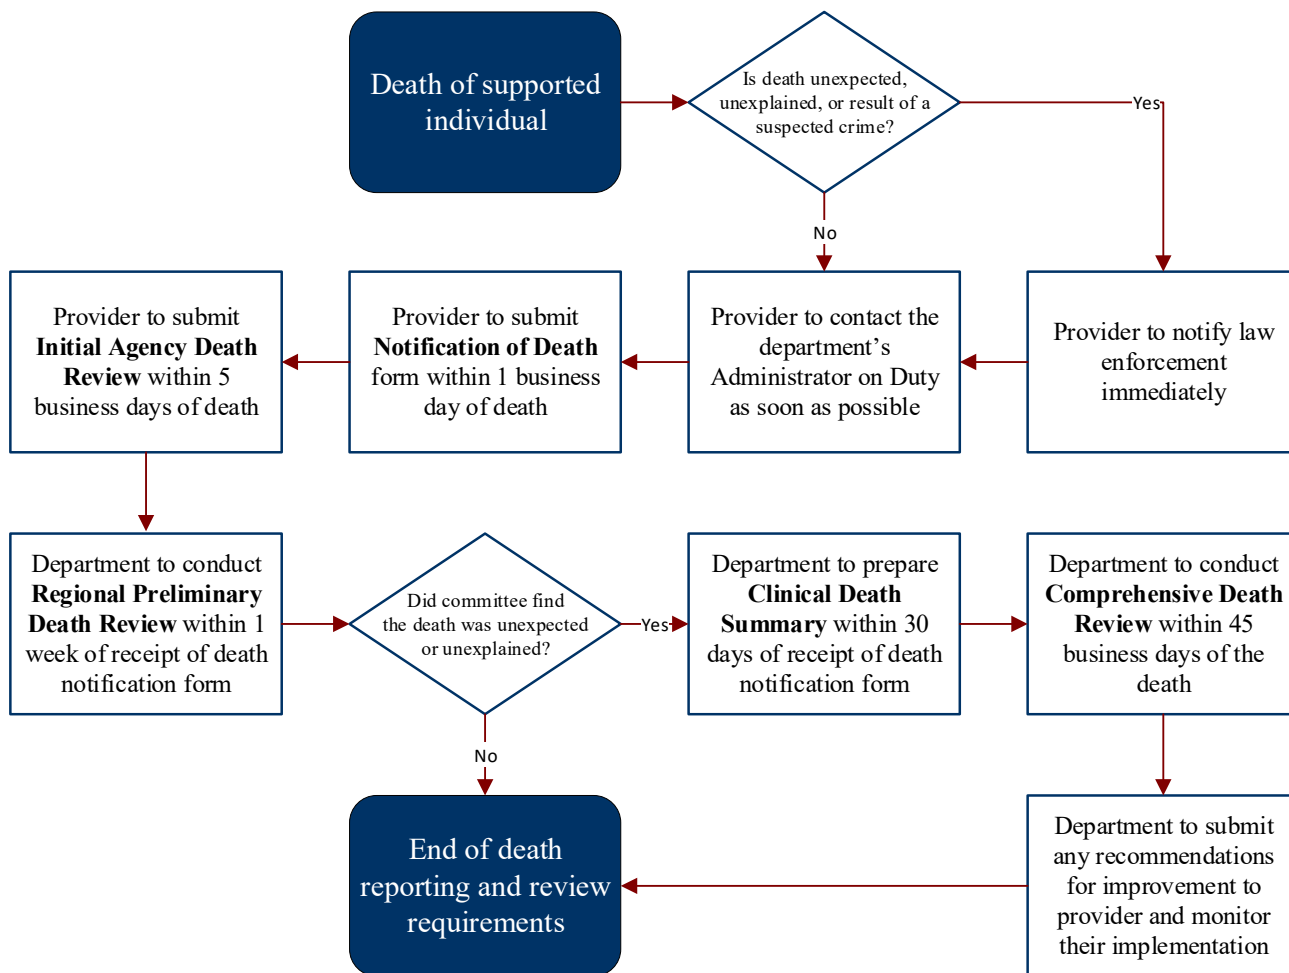 Death of supported
individual
Is death unexpected,
unexplained, or result of a
suspected crime?
Yes
No
Provider to notify law
enforcement
immediately
Provider to contact the
department’s
Administrator on Duty
as soon as possible
Provider to submit
Notification of Death
form within 1 business
day of death
Provider to submit
Initial Agency Death
Review within 5
business days of death
Department to conduct
Regional Preliminary
Death Review within 1
week of receipt of death
notification form
Did committee find
the death was unexpected
or unexplained?
Yes
No
Department to prepare
Clinical Death
Summary within 30
days of receipt of death
notification form
Department to conduct
Comprehensive Death
Review within 45
business days of the
death
Department to submit
any recommendations
for improvement to
provider and monitor
their implementation
End of death
reporting and review
requirements